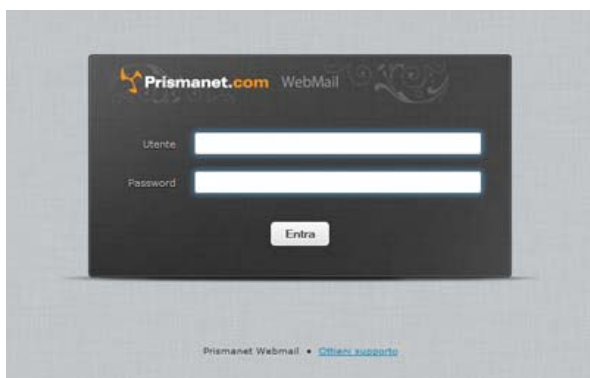 Prismanet.com WebMail
Utente
Password
Entra
Prismanet Webmail • Ottieni supporto